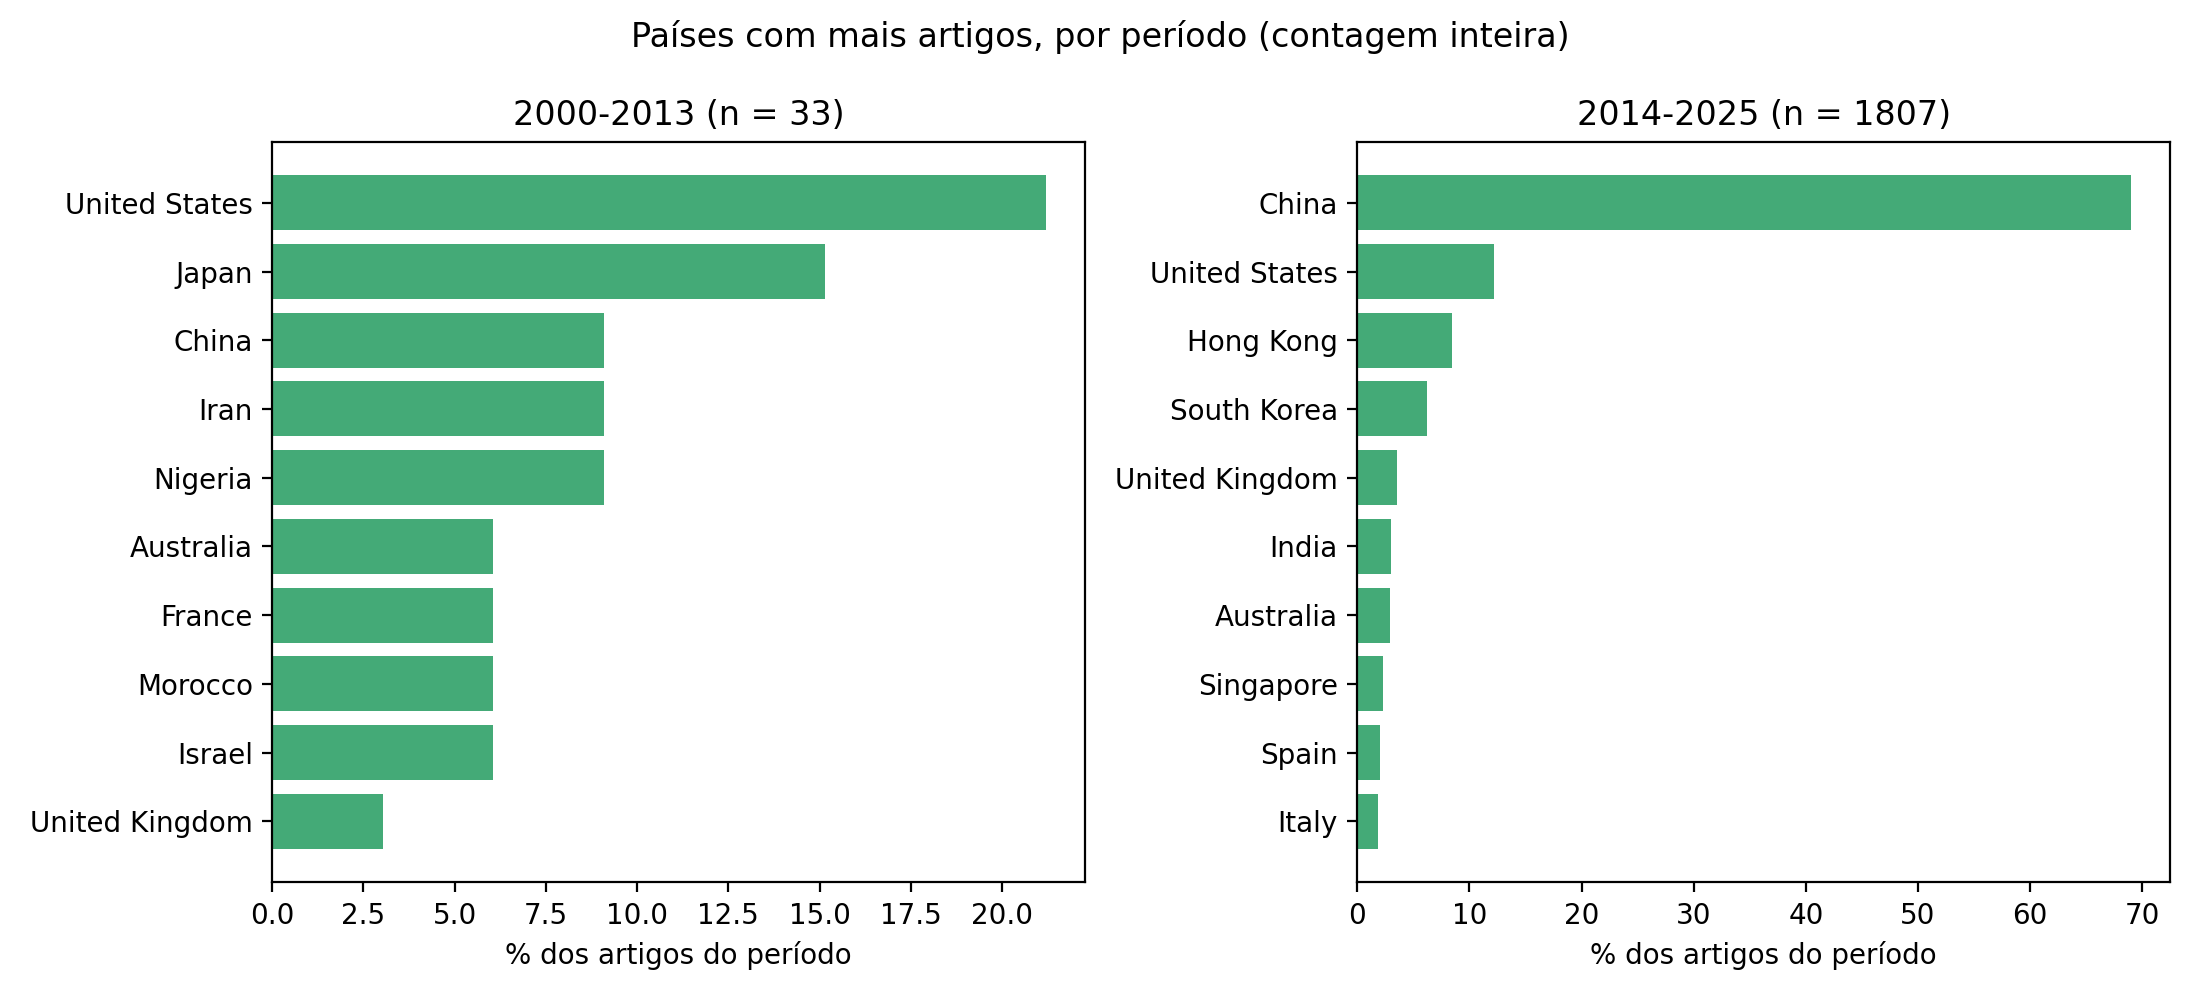 Países com mais artigos, por período (contagem inteira)
2000-2013 (n = 33)
United States
Japan
China
Iran
Nigeria
Australia
France
Morocco
Israel
United Kingdom
0.0 2.5 5.0 7.5 10.0 12.5 15.0 17.5 20.0
% dos artigos do período
2014-2025 (n = 1807)
China
United States
Hong Kong
South Korea
United Kingdom
India
Australia
Singapore
Spain
Italy
0 10 20 30 40 50 60 70
% dos artigos do período